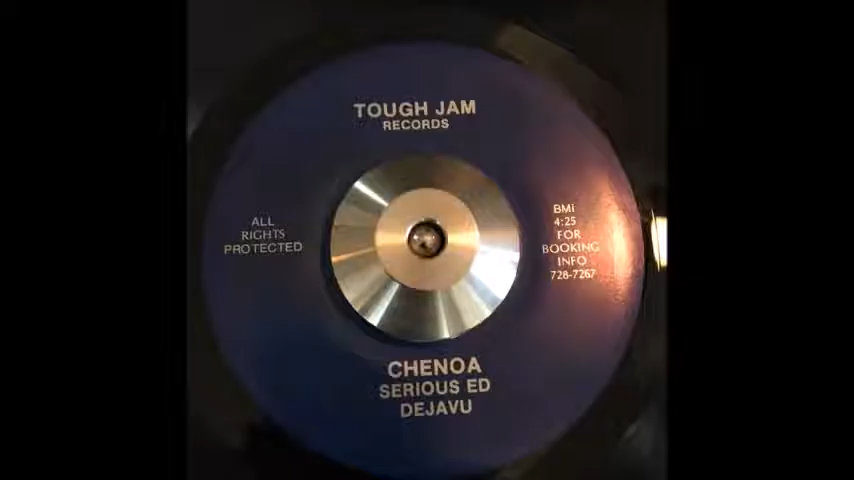 TOUGH JAM
RECORDS
ALL
RIGHTS
PROTECTED
BMi
4:25
FOR
BOOKING
INFO
728-7267
CHENOA
SERIOUS ED
DEJAVU